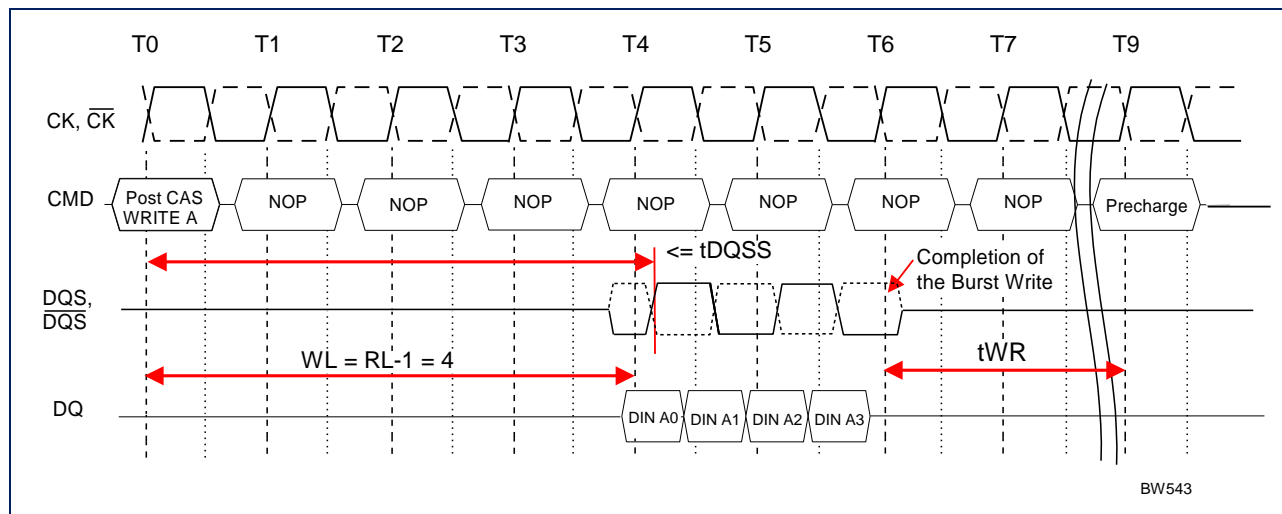 T0 T1 T2 T3 T4 T5 T6 T7 T9
CK, C̅K̅
CMD
Post CAS
WRITE A
NOP NOP NOP NOP NOP NOP NOP Precharge
<= tDQSS
Completion of
the Burst Write
DQS,
D̅Q̅S̅
WL = RL-1 = 4
tWR
DQ
DIN A0 DIN A1 DIN A2 DIN A3
BW543